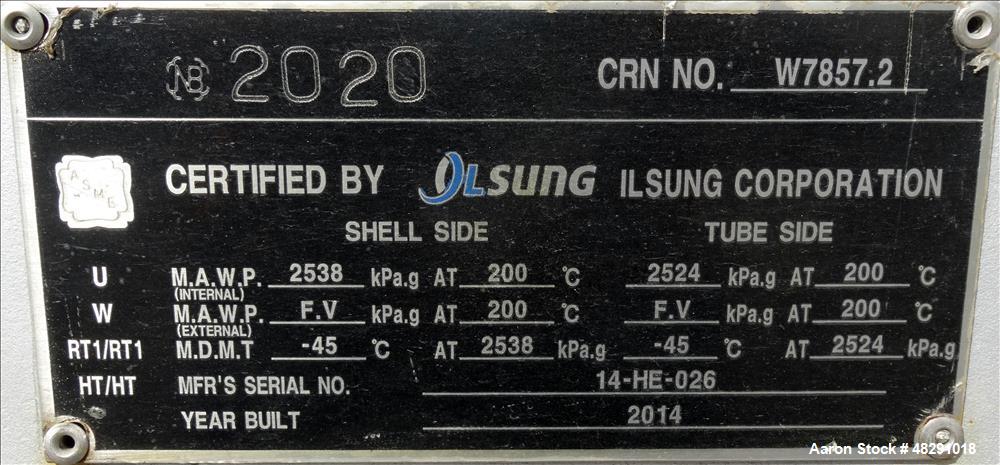 NB 2020 CRN NO. W7857.2
ASME CERTIFIED BY ILSUNG ILSUNG CORPORATION
SHELL SIDE TUBE SIDE
U M.A.W.P. (INTERNAL) 2538 kPa.g AT 200 °C 2524 kPa.g AT 200 °C
W M.A.W.P. (EXTERNAL) F.V kPa.g AT 200 °C F.V kPa.g AT 200 °C
RT1/RT1 M.D.M.T -45 °C AT 2538 kPa.g -45 °C AT 2524 kPa.g
HT/HT MFR'S SERIAL NO. 14-HE-026
YEAR BUILT 2014
Aaron Stock # 48291018